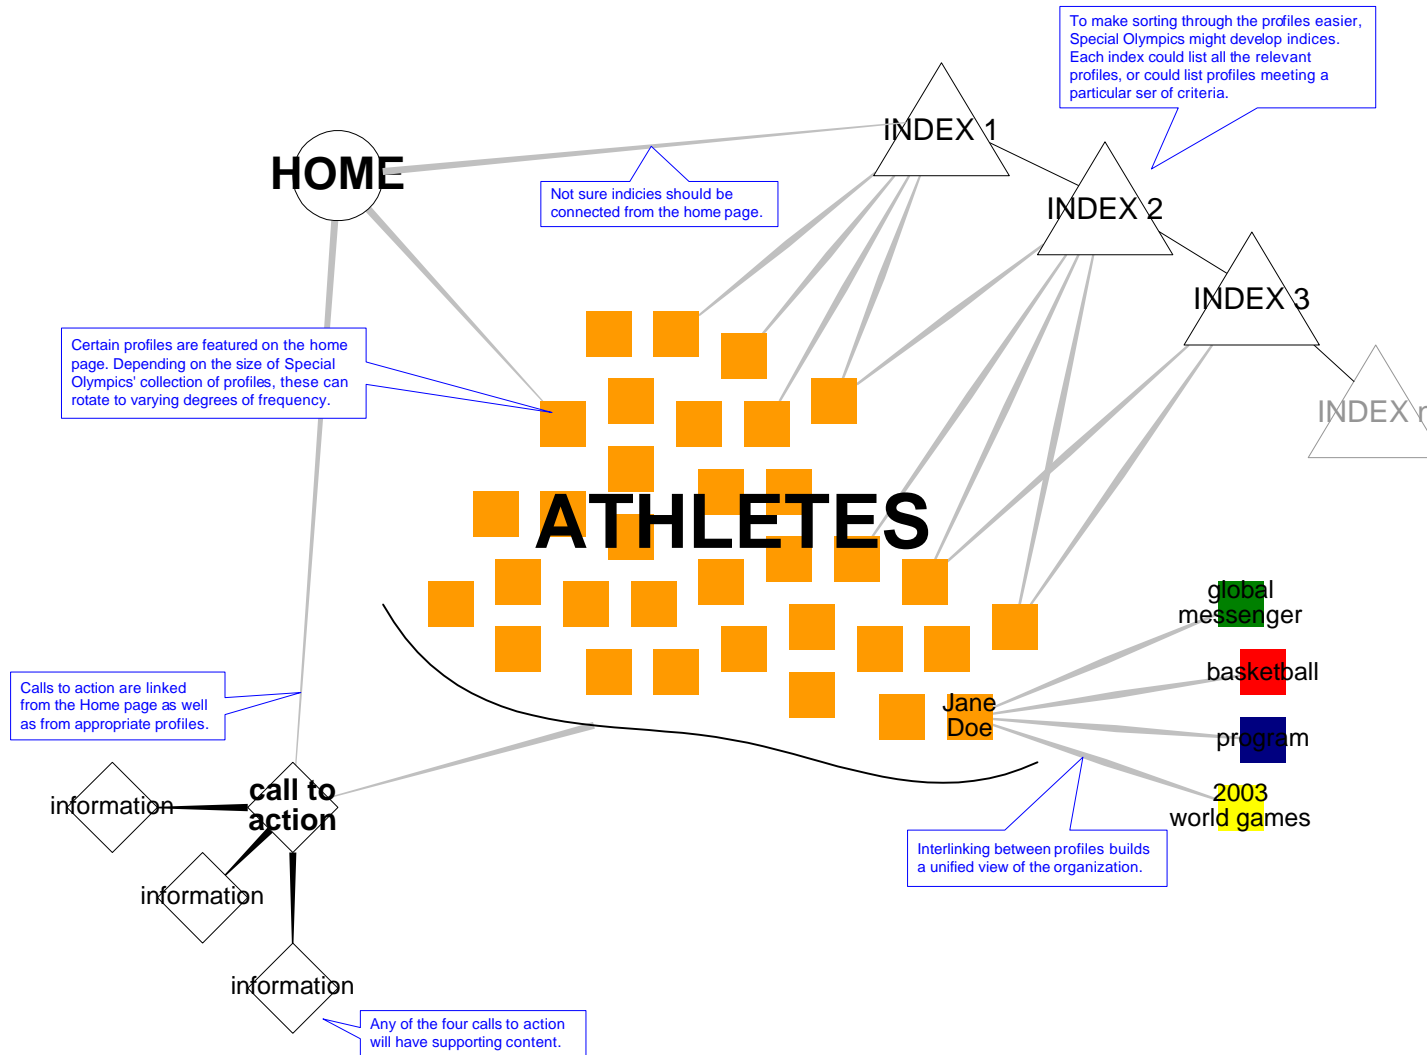 To make sorting through the profiles easier,
Special Olympics might develop indices.
Each index could list all the relevant
profiles, or could list profiles meeting a
particular ser of criteria.
INDEX 1
HOME
Not sure indicies should be
connected from the home page.
INDEX 2
INDEX 3
Certain profiles are featured on the home
page. Depending on the size of Special
Olympics' collection of profiles, these can
rotate to varying degrees of frequency.
INDEX n
ATHLETES
global
messenger
basketball
Calls to action are linked
from the Home page as well
as from appropriate profiles.
Jane
Doe
program
call to
action
information
2003
world games
Interlinking between profiles builds
a unified view of the organization.
information
information
Any of the four calls to action
will have supporting content.